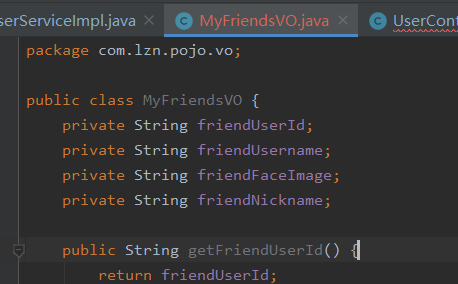 serServiceImpl.java × MyFriendsVO.java × UserCont
package com.lzn.pojo.vo;
public class MyFriendsVO {
private String friendUserId;
private String friendUsername;
private String friendFaceImage;
private String friendNickname;
public String getFriendUserId() {
return friendUserId;